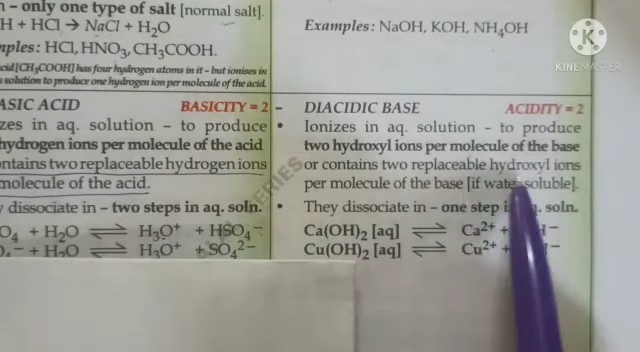 – only one type of salt [normal salt].
H + HCl → NaCl + H₂O
mples: HCl, HNO₃, CH₃COOH.
cid [CH₃COOH] has four hydrogen atoms in it – but ionises in
solution to produce one hydrogen ion per molecule of the acid.
ASIC ACID BASICITY = 2 –
zes in aq. solution – to produce
hydrogen ions per molecule of the acid
ntains two replaceable hydrogen ions
molecule of the acid.
y dissociate in – two steps in aq. soln.
O₄ + H₂O ⇌ H₃O⁺ + HSO₄⁻
₄⁻ + H₂O ⇌ H₃O⁺ + SO₄²⁻
Examples: NaOH, KOH, NH₄OH
DIACIDIC BASE ACIDITY = 2
• Ionizes in aq. solution – to produce
two hydroxyl ions per molecule of the base
or contains two replaceable hydroxyl ions
per molecule of the base [if water soluble].
• They dissociate in – one step i q. soln.
Ca(OH)₂ [aq] ⇌ Ca²⁺ + H⁻
Cu(OH)₂ [aq] ⇌ Cu²⁺ + ⁻
ERIES
K
KINEMASTER